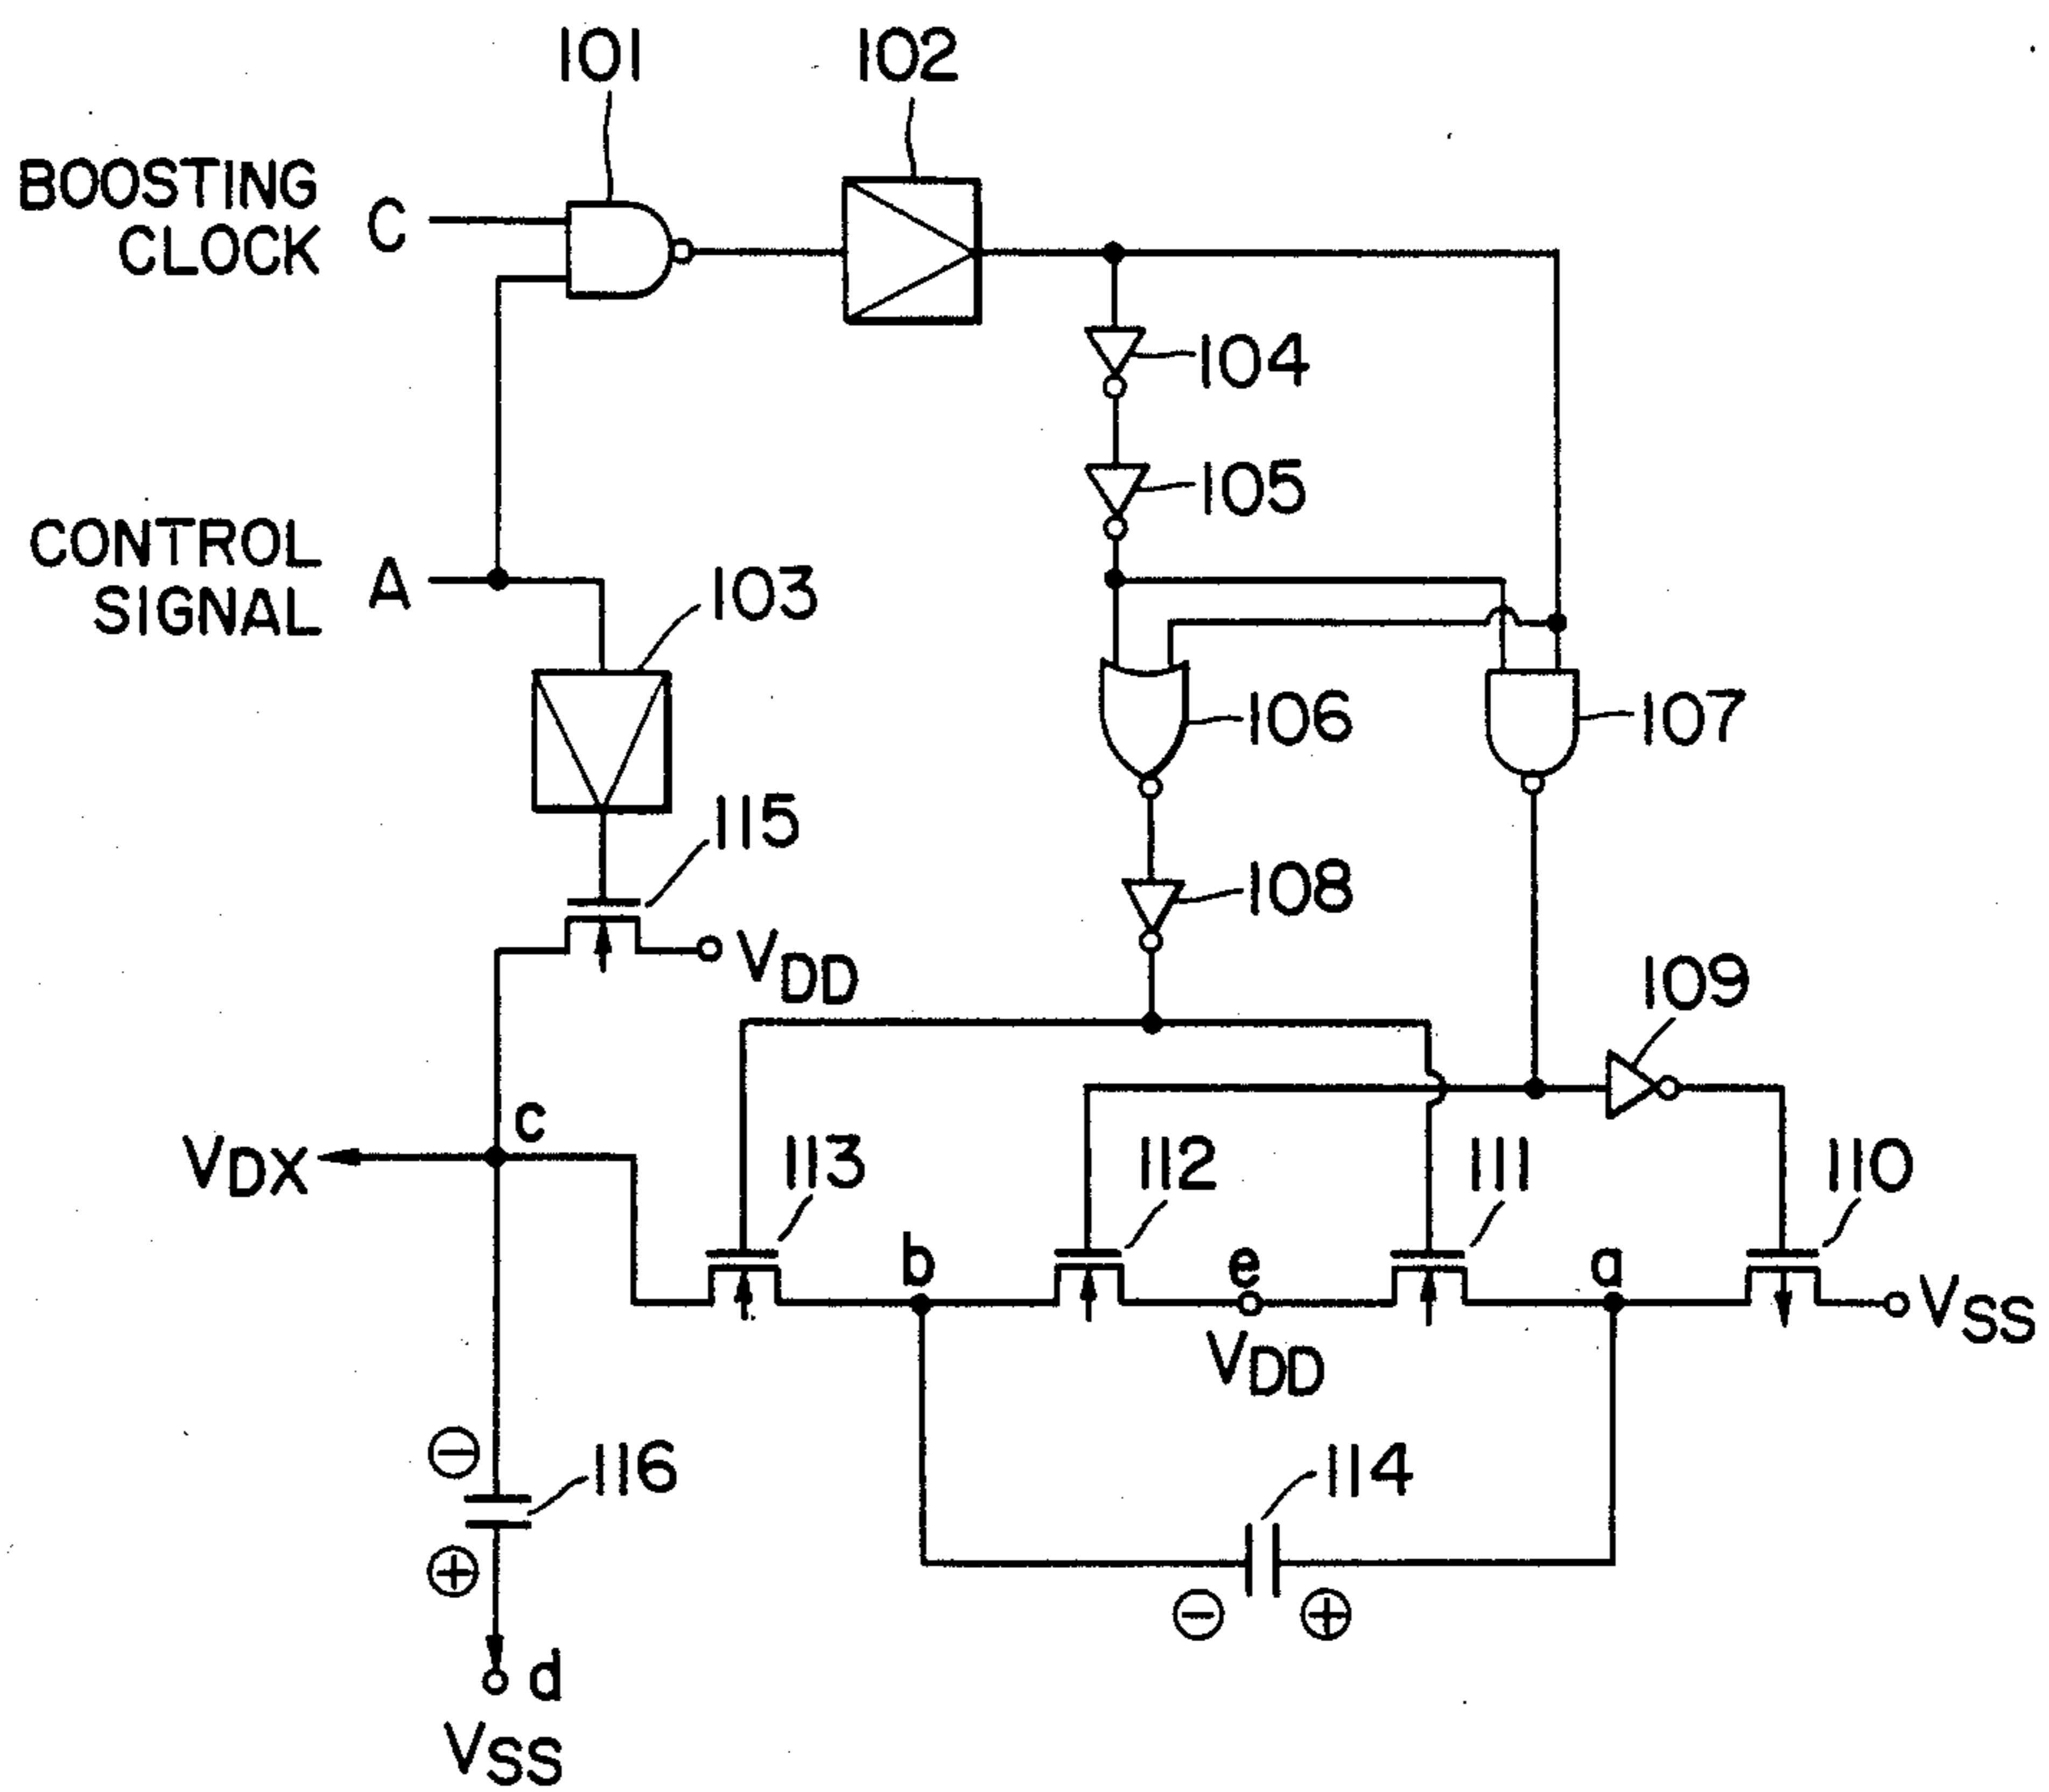 101
102
BOOSTING
CLOCK
C
104
105
CONTROL
SIGNAL
A
103
106
107
115
108
VDD
109
c
VDX
113
112
111
110
b
e
a
VDD
VSS
⊖
116
⊕
114
⊖
⊕
d
VSS